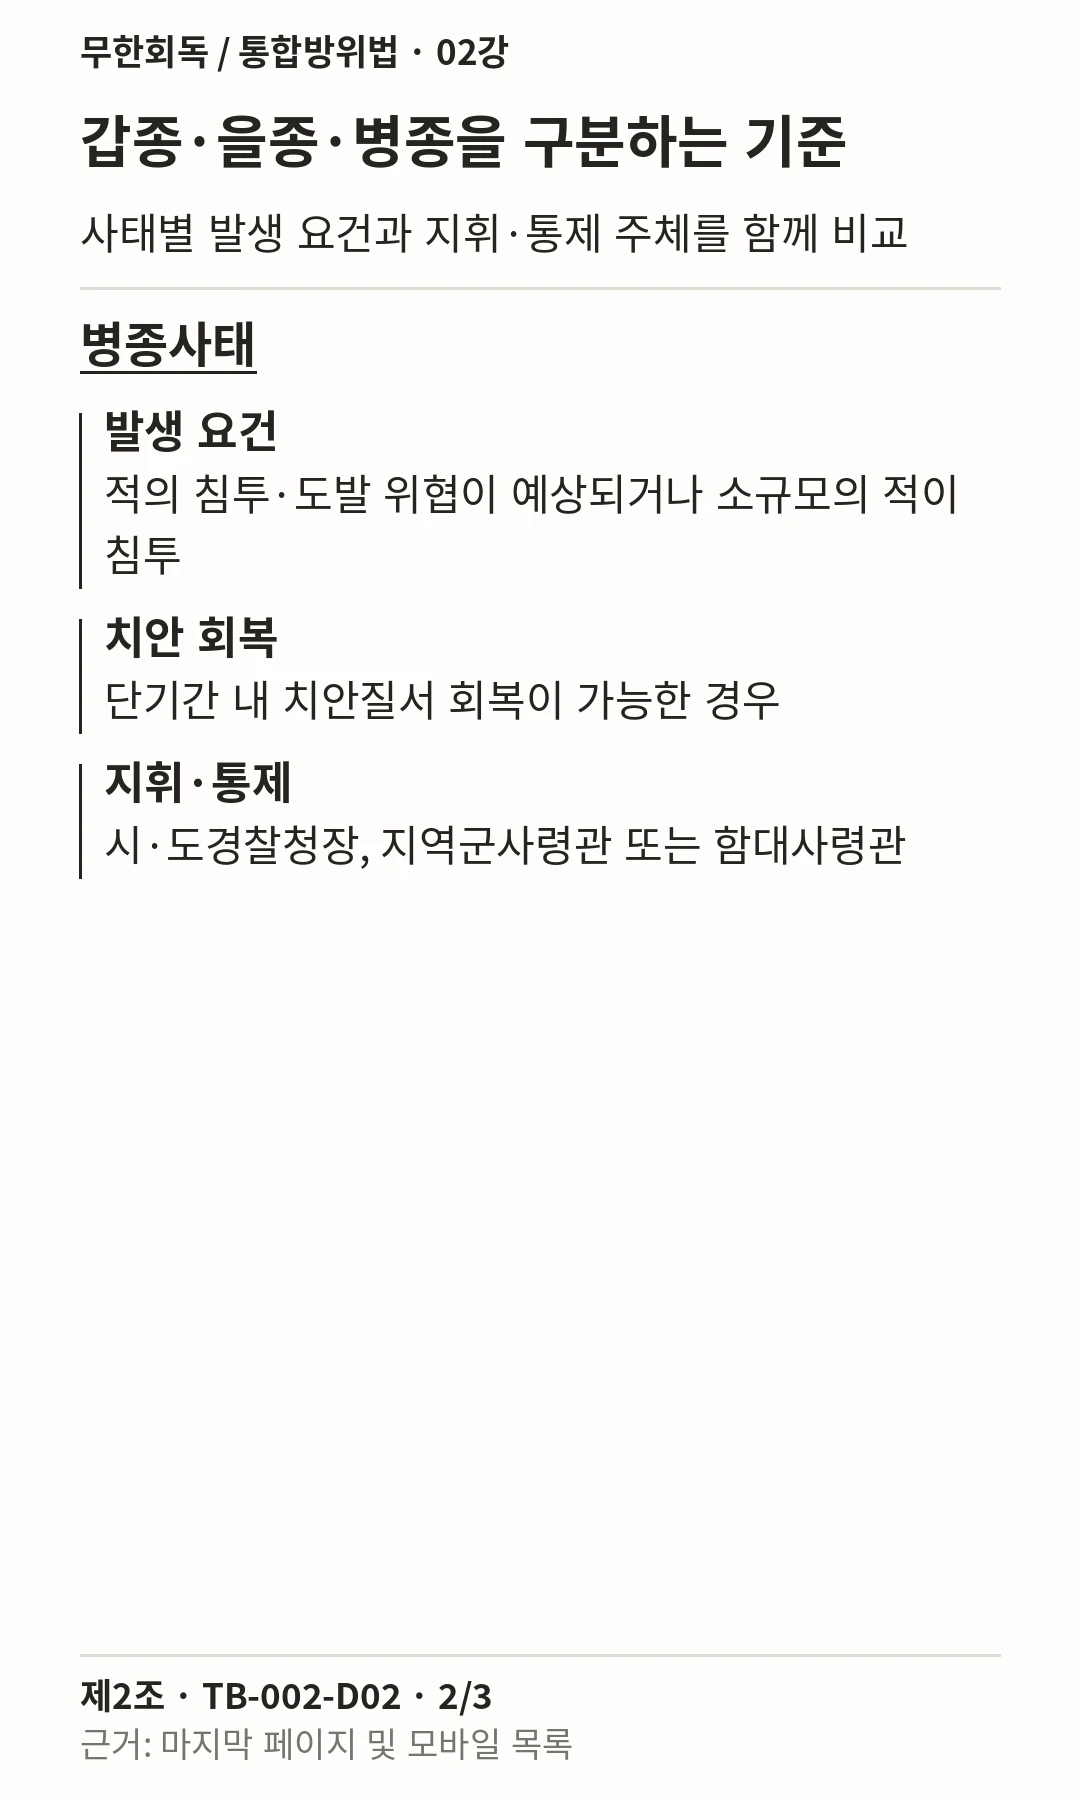 무한회독 / 통합방위법 · 02강
갑종·을종·병종을 구분하는 기준
사태별 발생 요건과 지휘·통제 주체를 함께 비교
병종사태
발생 요건
적의 침투·도발 위협이 예상되거나 소규모의 적이
침투
치안 회복
단기간 내 치안질서 회복이 가능한 경우
지휘·통제
시·도경찰청장, 지역군사령관 또는 함대사령관
제2조 · TB-002-D02 · 2/3
근거: 마지막 페이지 및 모바일 목록